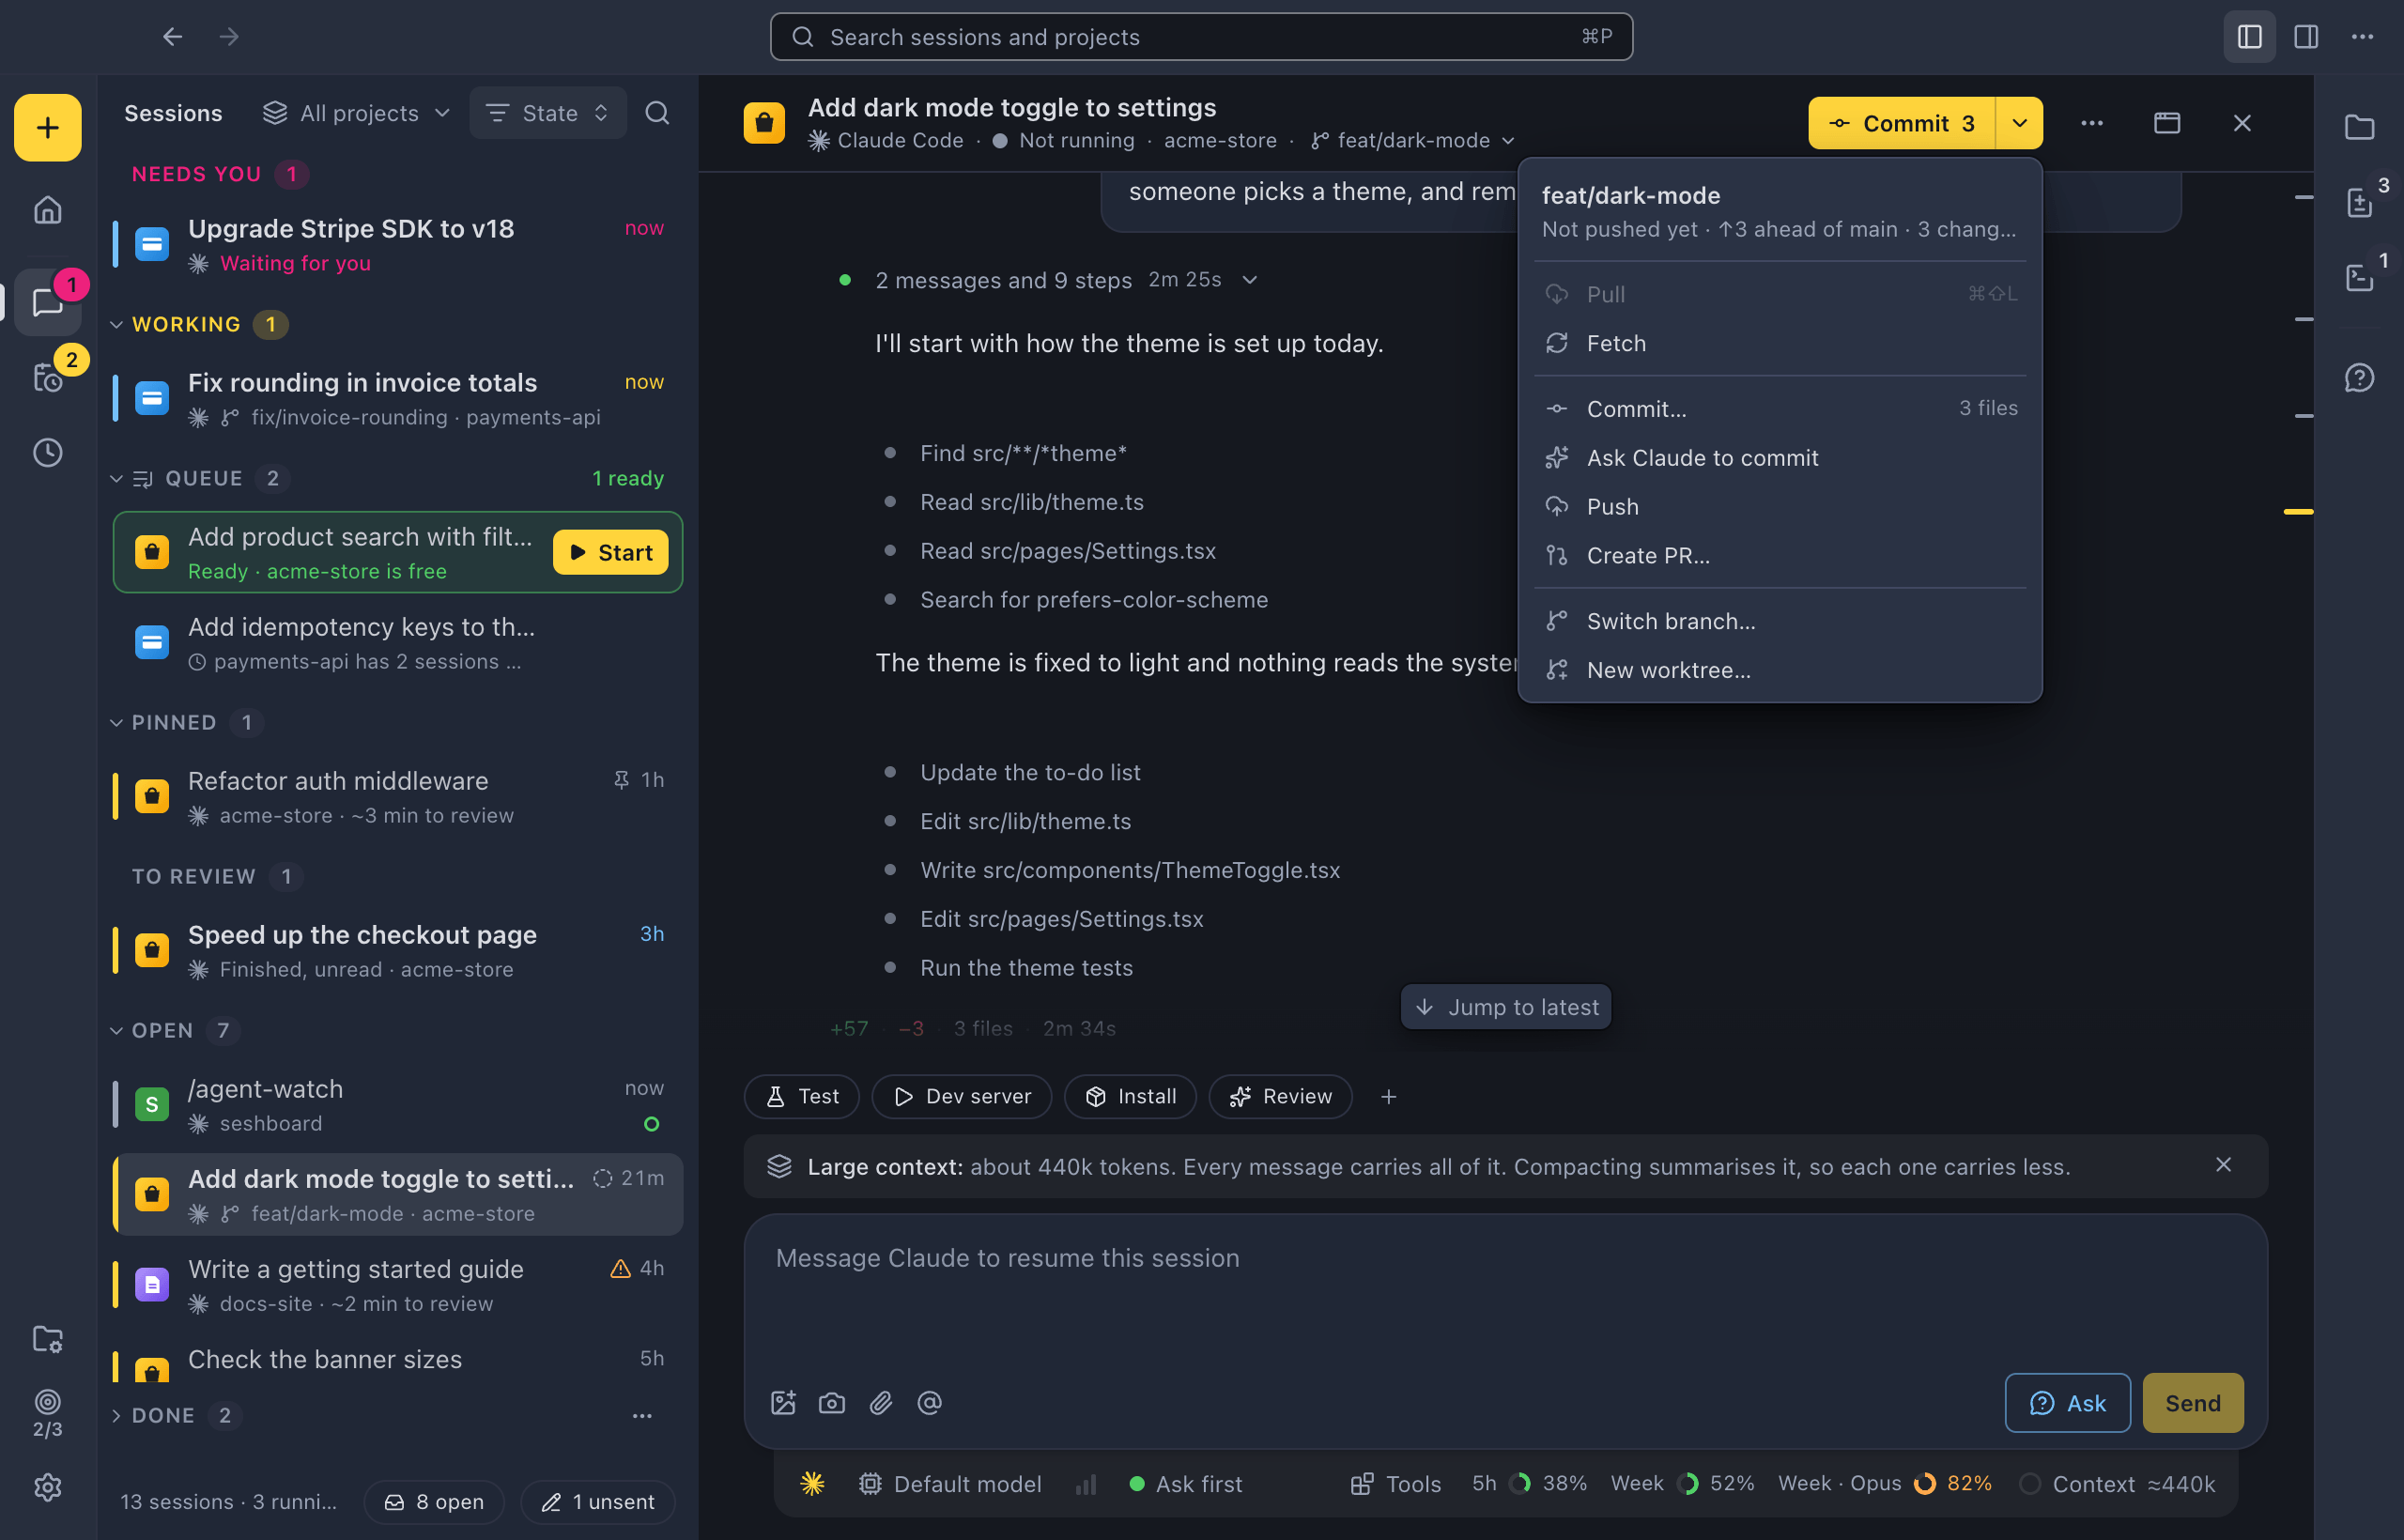 Search sessions and projects ⌘P
Sessions All projects State
NEEDS YOU 1
Upgrade Stripe SDK to v18 now
Waiting for you
1
WORKING 1
2
Fix rounding in invoice totals now
fix/invoice-rounding · payments-api
QUEUE 2 1 ready
Add product search with filt...
Ready · acme-store is free
Start
Add idempotency keys to th...
payments-api has 2 sessions ...
PINNED 1
Refactor auth middleware 1h
acme-store · ~3 min to review
TO REVIEW 1
Speed up the checkout page 3h
Finished, unread · acme-store
OPEN 7
S
/agent-watch now
seshboard
Add dark mode toggle to setti... 21m
feat/dark-mode · acme-store
Write a getting started guide 4h
docs-site · ~2 min to review
Check the banner sizes 5h
DONE 2
2/3
13 sessions · 3 runni... 8 open 1 unsent
Add dark mode toggle to settings
Claude Code · Not running · acme-store · feat/dark-mode
Commit 3
someone picks a theme, and rem
2 messages and 9 steps 2m 25s
I'll start with how the theme is set up today.
Find src/**/*theme*
Read src/lib/theme.ts
Read src/pages/Settings.tsx
Search for prefers-color-scheme
The theme is fixed to light and nothing reads the syste
Update the to-do list
Edit src/lib/theme.ts
Write src/components/ThemeToggle.tsx
Edit src/pages/Settings.tsx
Run the theme tests
+57 · −3 · 3 files · 2m 34s
Jump to latest
feat/dark-mode
Not pushed yet · ↑3 ahead of main · 3 chang...
Pull ⌘⇧L
Fetch
Commit... 3 files
Ask Claude to commit
Push
Create PR...
Switch branch...
New worktree...
3
1
Test Dev server Install Review
Large context: about 440k tokens. Every message carries all of it. Compacting summarises it, so each one carries less.
Message Claude to resume this session
Ask Send
Default model Ask first Tools 5h 38% Week 52% Week · Opus 82% Context ≈440k